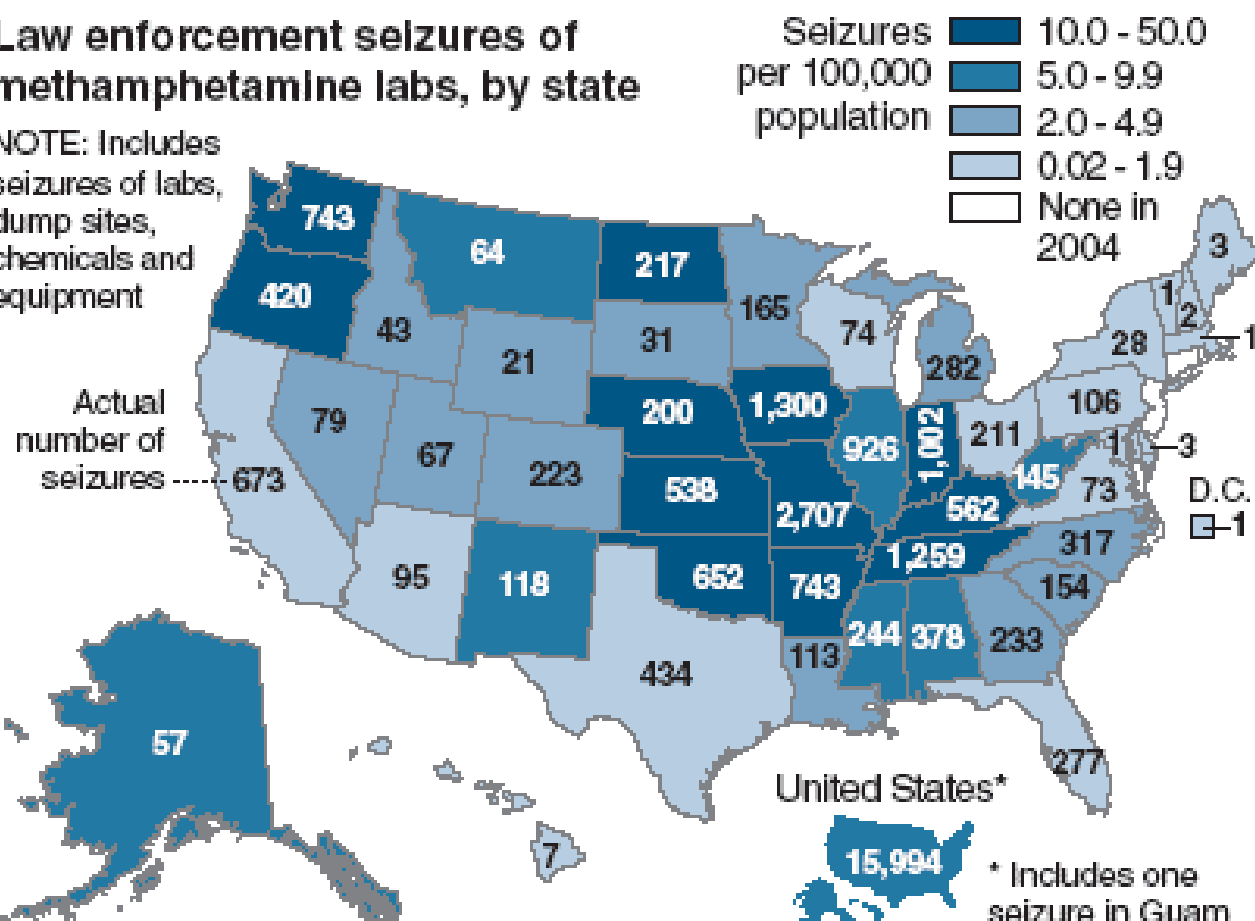 Law enforcement seizures of
methamphetamine labs, by state
NOTE: Includes
seizures of labs,
dump sites,
chemicals and
equipment
Seizures
per 100,000
population
10.0 - 50.0
5.0 - 9.9
2.0 - 4.9
0.02 - 1.9
None in
2004
Actual
number of
seizures
743
64
217
3
420
43
165
1
2
74
1
31
28
21
282
79
200
1,300
106
67
926
1,002
211
1
3
673
223
145
538
73
D.C.
1
2,707
562
317
1,259
95
118
652
743
154
244
378
233
113
434
57
277
7
United States*
15,994
* Includes one
seizure in Guam